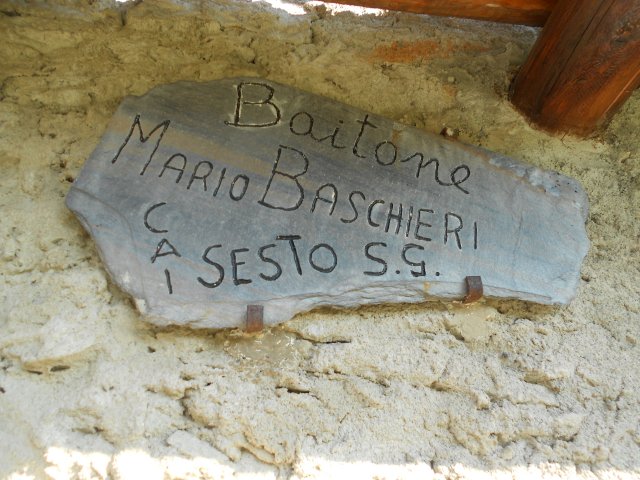 Baitone
MARIO BASCHIERI
CAI
SESTO S.G.